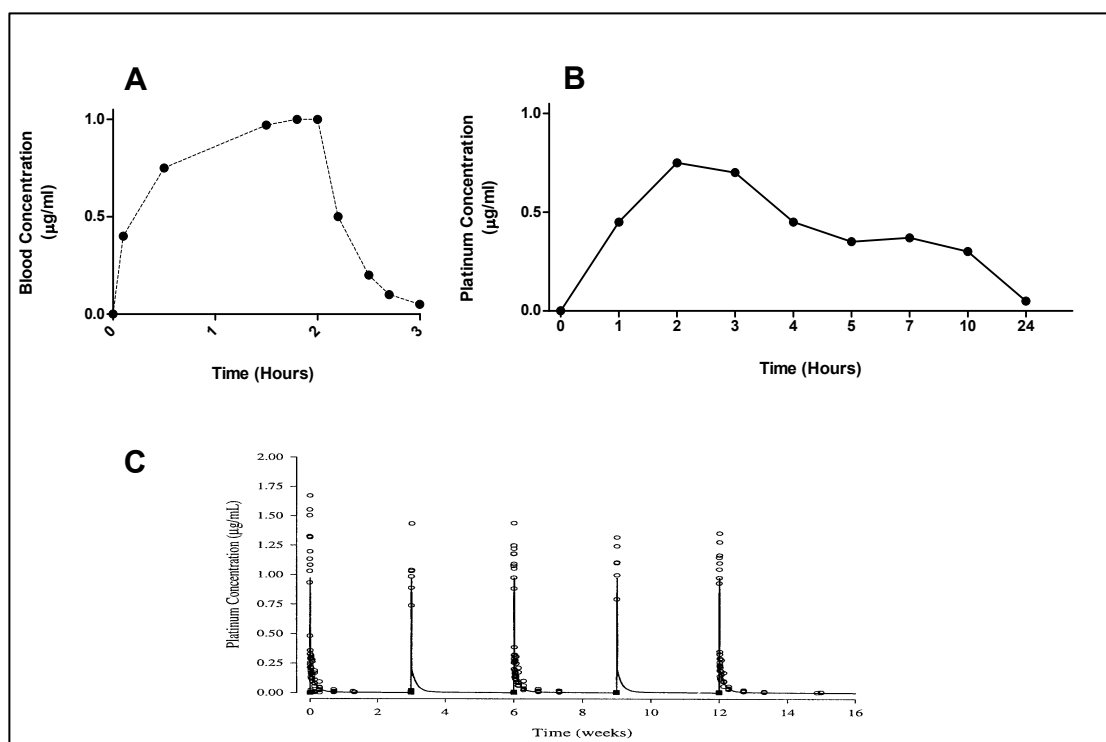 A
Blood Concentration
(µg/ml)
1.0
0.5
0.0
0
1
2
3
Time (Hours)
B
Platinum Concentration
(µg/ml)
1.0
0.5
0.0
0 1 2 3 4 5 7 10 24
Time (Hours)
C
Platinum Concentration (µg/mL)
2.00
1.75
1.50
1.25
1.00
0.75
0.50
0.25
0.00
0 2 4 6 8 10 12 14 16
Time (weeks)